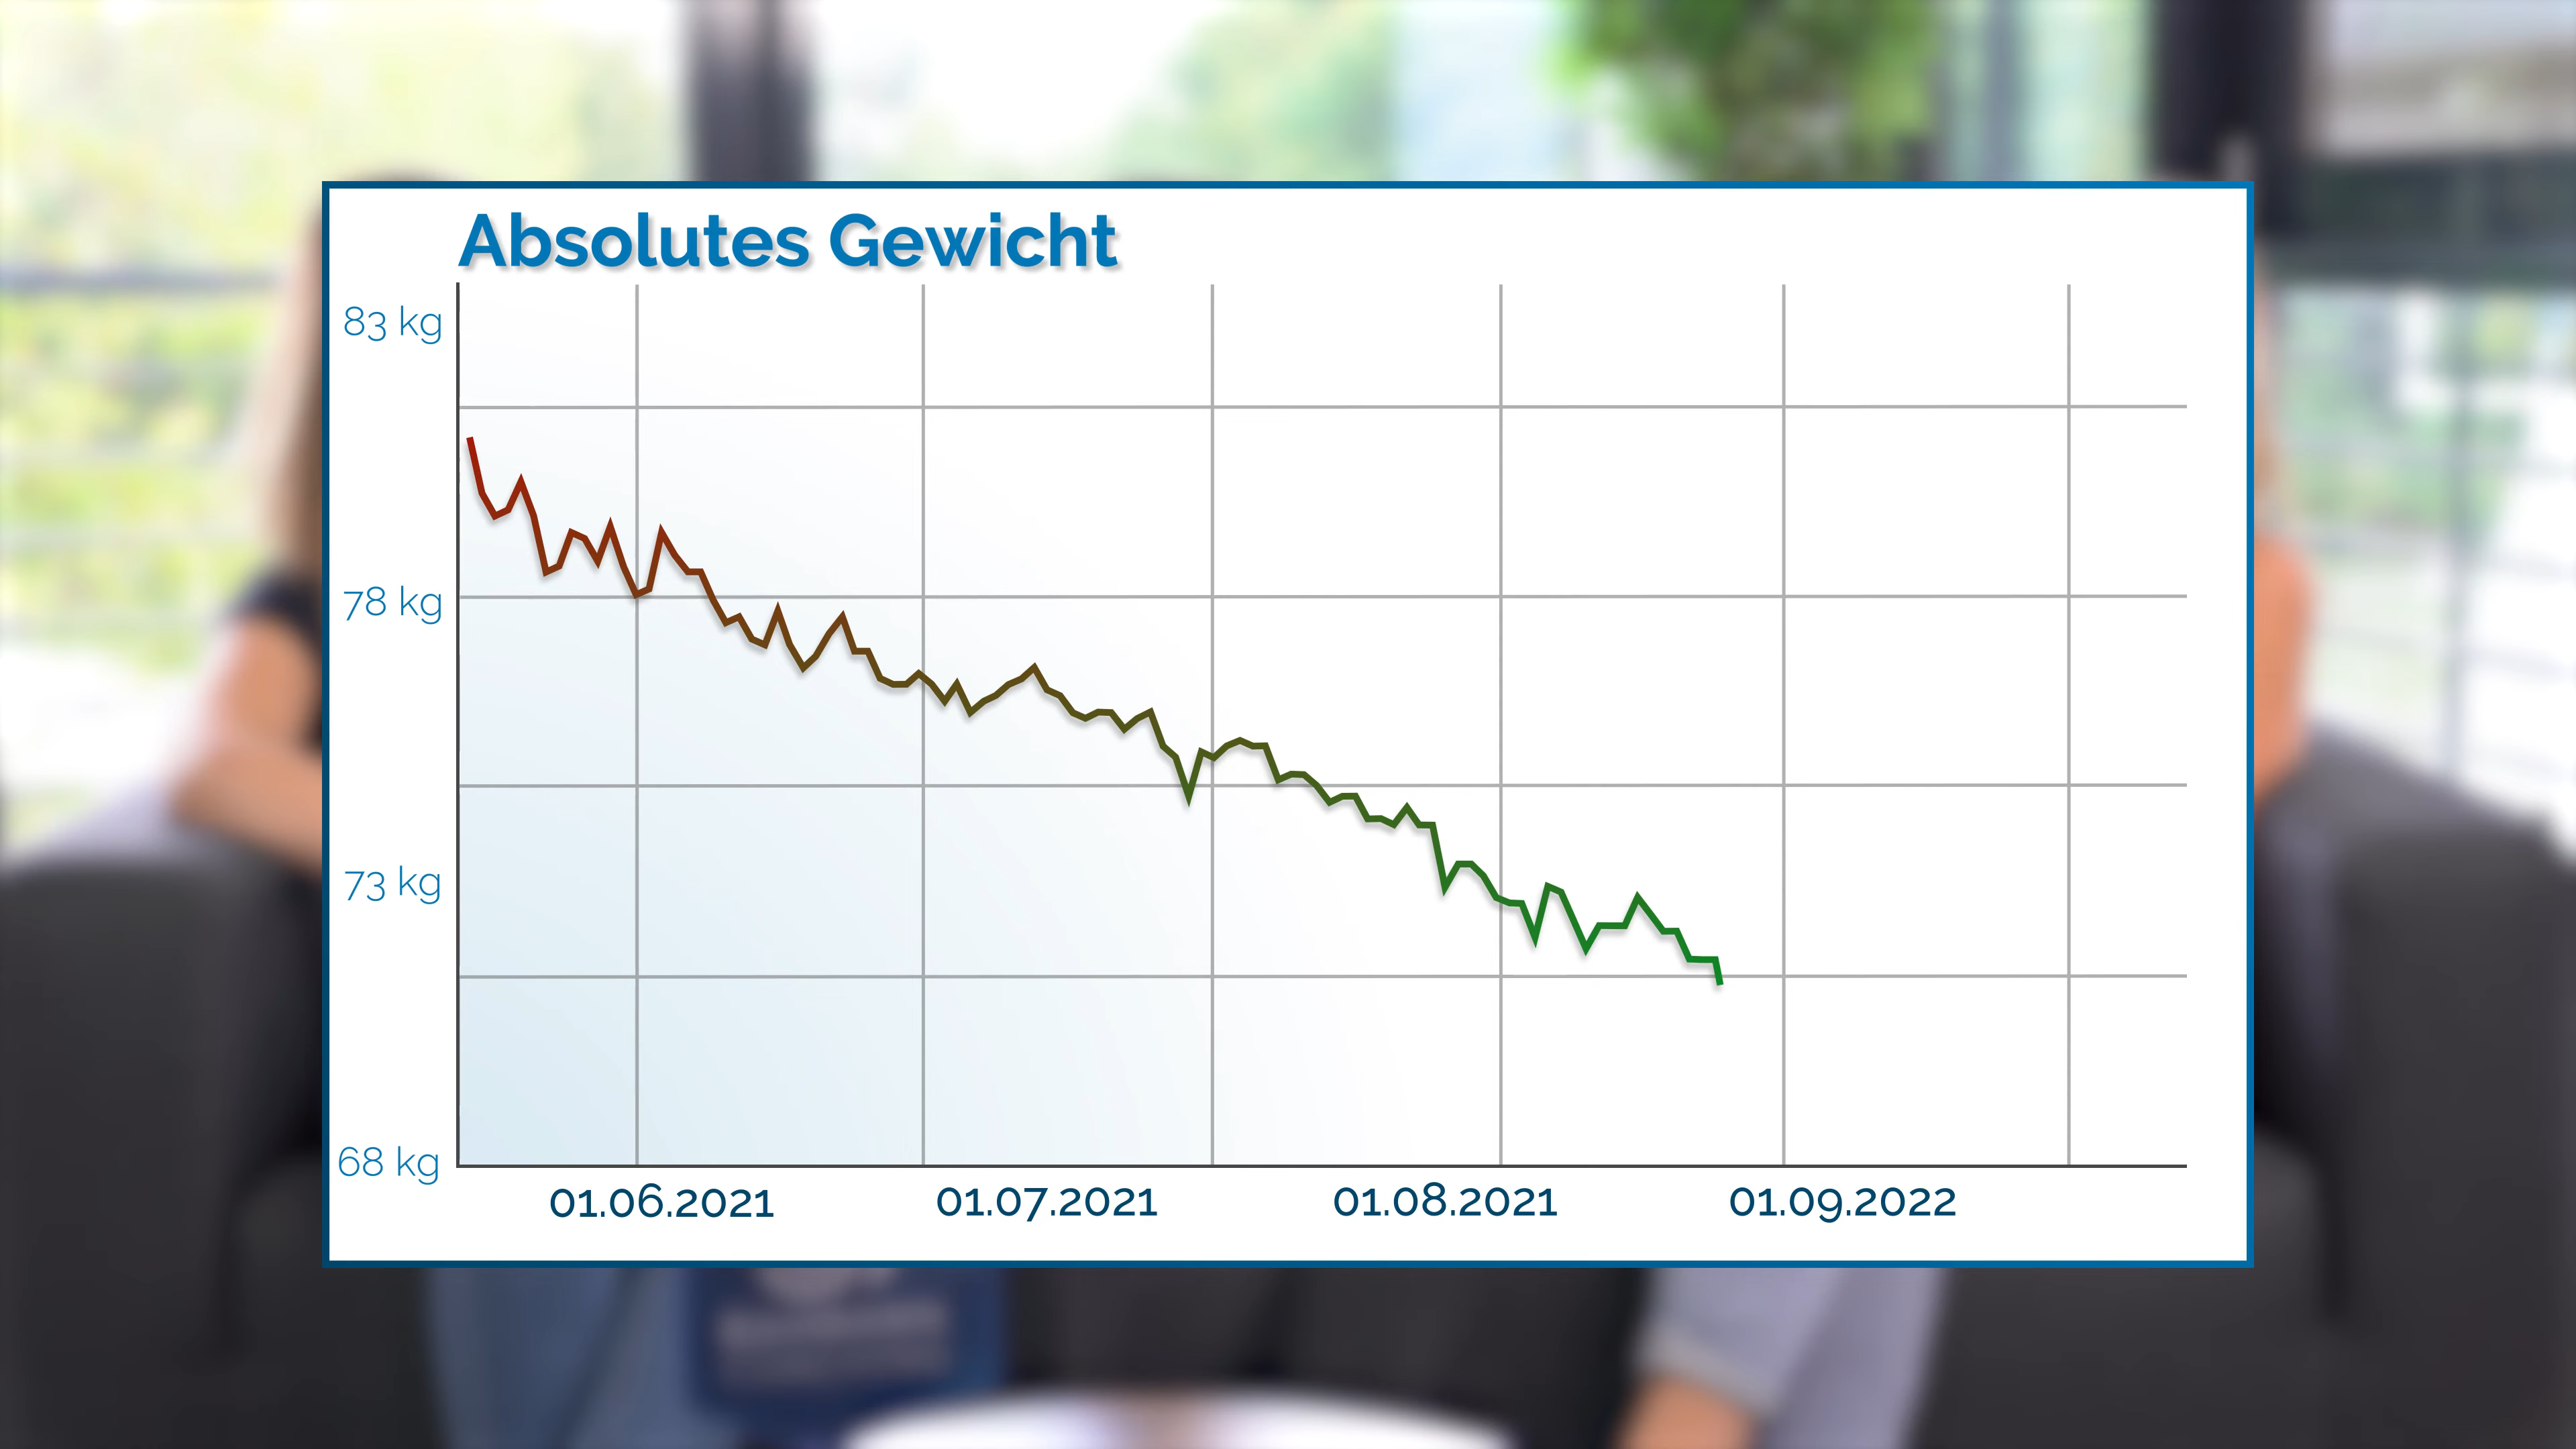 Absolutes Gewicht
83 kg
78 kg
73 kg
68 kg
01.06.2021
01.07.2021
01.08.2021
01.09.2022